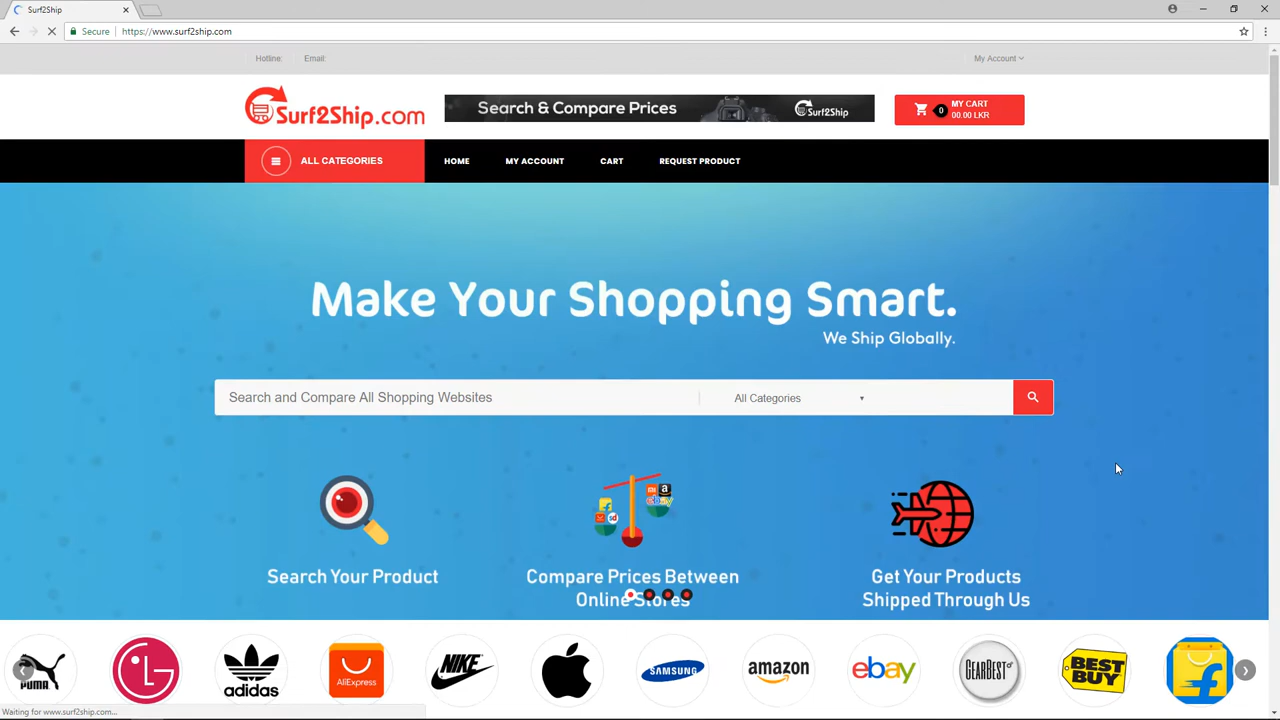 Surf2Ship
Secure
https://www.surf2ship.com
Hotline:
Email:
My Account
Surf2Ship.com
Search & Compare Prices
Surf2Ship
0
MY CART
00.00 LKR
ALL CATEGORIES
HOME
MY ACCOUNT
CART
REQUEST PRODUCT
Make Your Shopping Smart.
We Ship Globally.
Search and Compare All Shopping Websites
All Categories
mi
a
ebay
f
sd
Search Your Product
Compare Prices Between
Online Stores
Get Your Products
Shipped Through Us
PUMA
LG
adidas
AliExpress
NIKE
SAMSUNG
amazon
ebay
GEARBEST
BEST
BUY
f
Waiting for www.surf2ship.com...